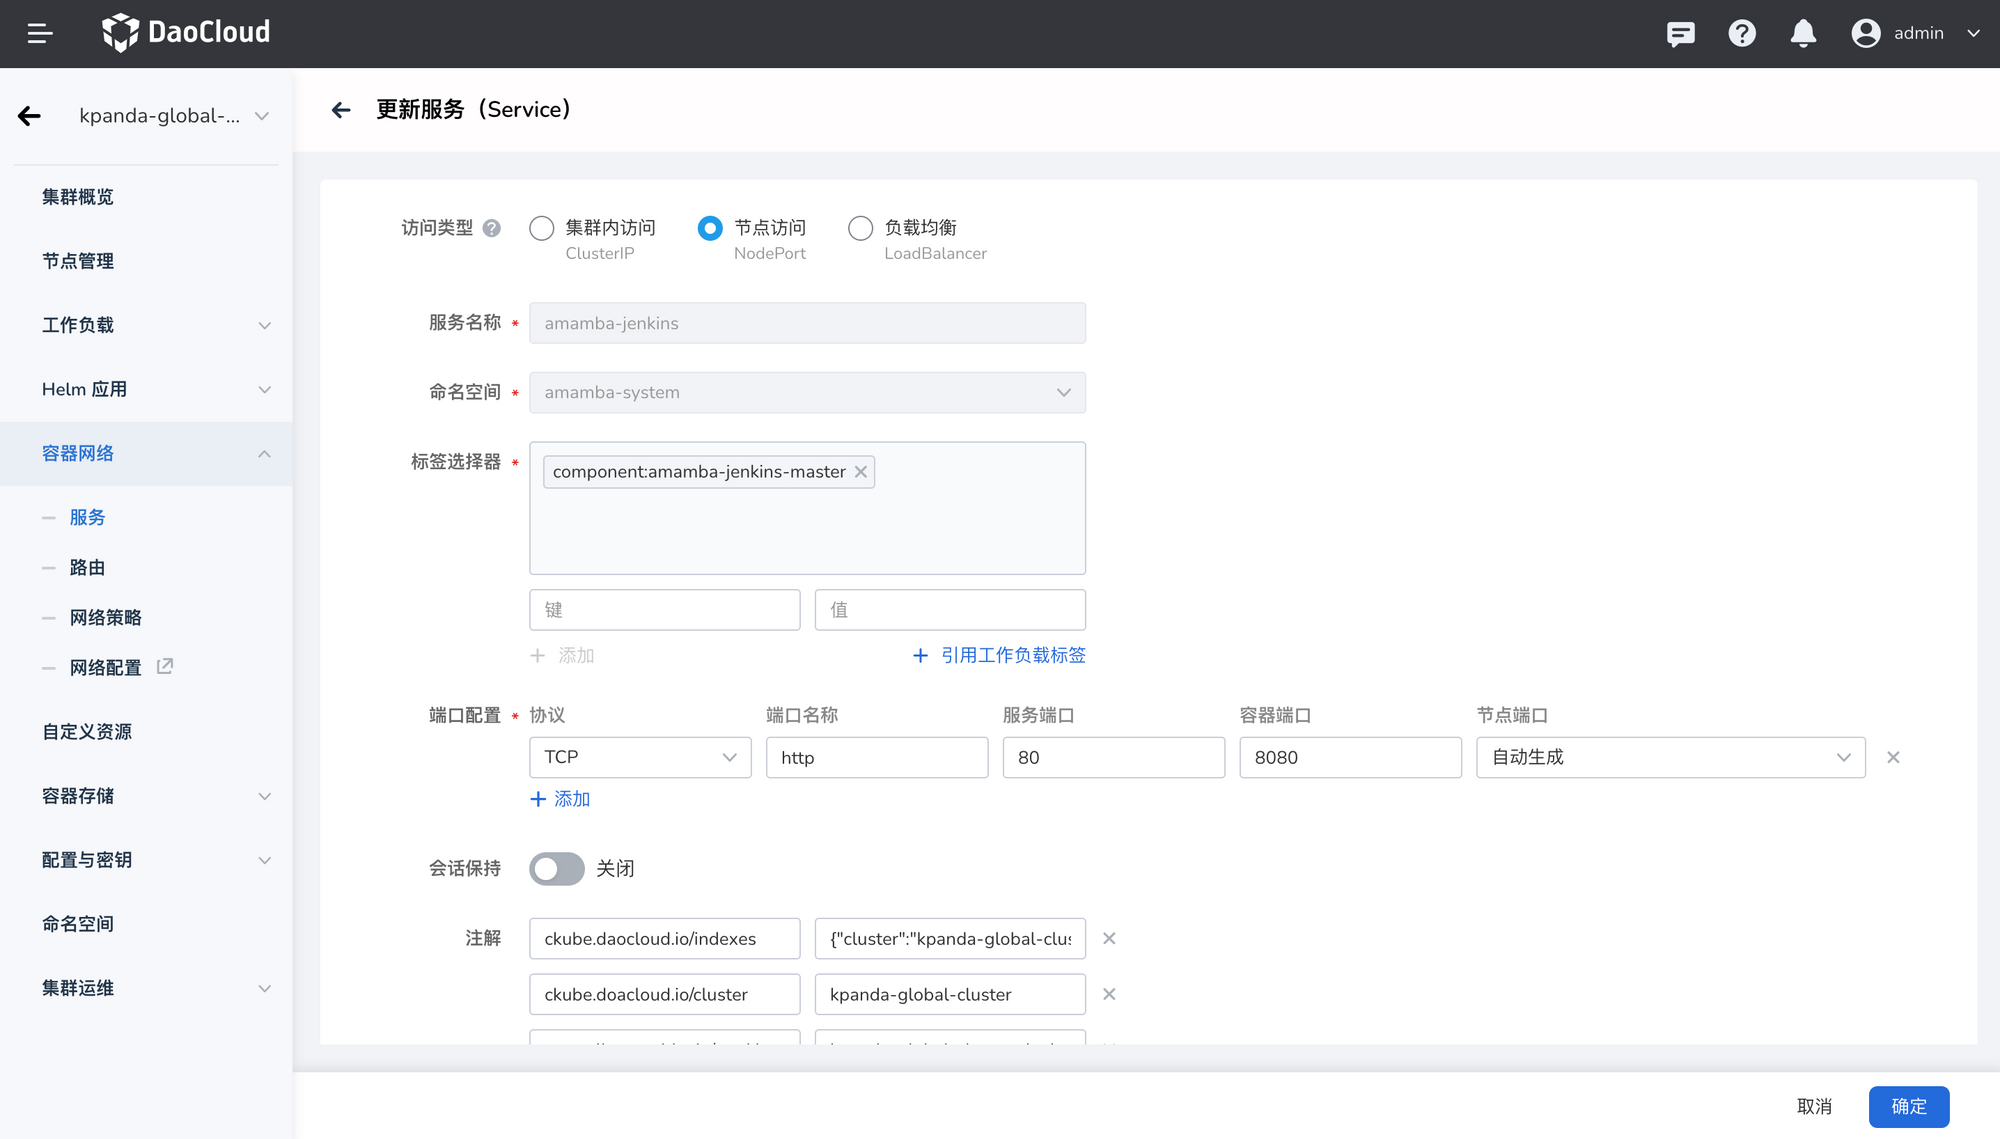 DaoCloud
admin
kpanda-global-...
更新服务（Service）
集群概览
节点管理
工作负载
Helm 应用
容器网络
服务
路由
网络策略
网络配置
自定义资源
容器存储
配置与密钥
命名空间
集群运维
访问类型 ?
集群内访问 节点访问 负载均衡
ClusterIP NodePort LoadBalancer
服务名称 * amamba-jenkins
命名空间 * amamba-system
标签选择器 * component:amamba-jenkins-master
键 值
添加 引用工作负载标签
端口配置 * 协议 端口名称 服务端口 容器端口 节点端口
TCP http 80 8080 自动生成
添加
会话保持 关闭
注解 ckube.daocloud.io/indexes {"cluster":"kpanda-global-clus
ckube.doacloud.io/cluster kpanda-global-cluster
取消 确定